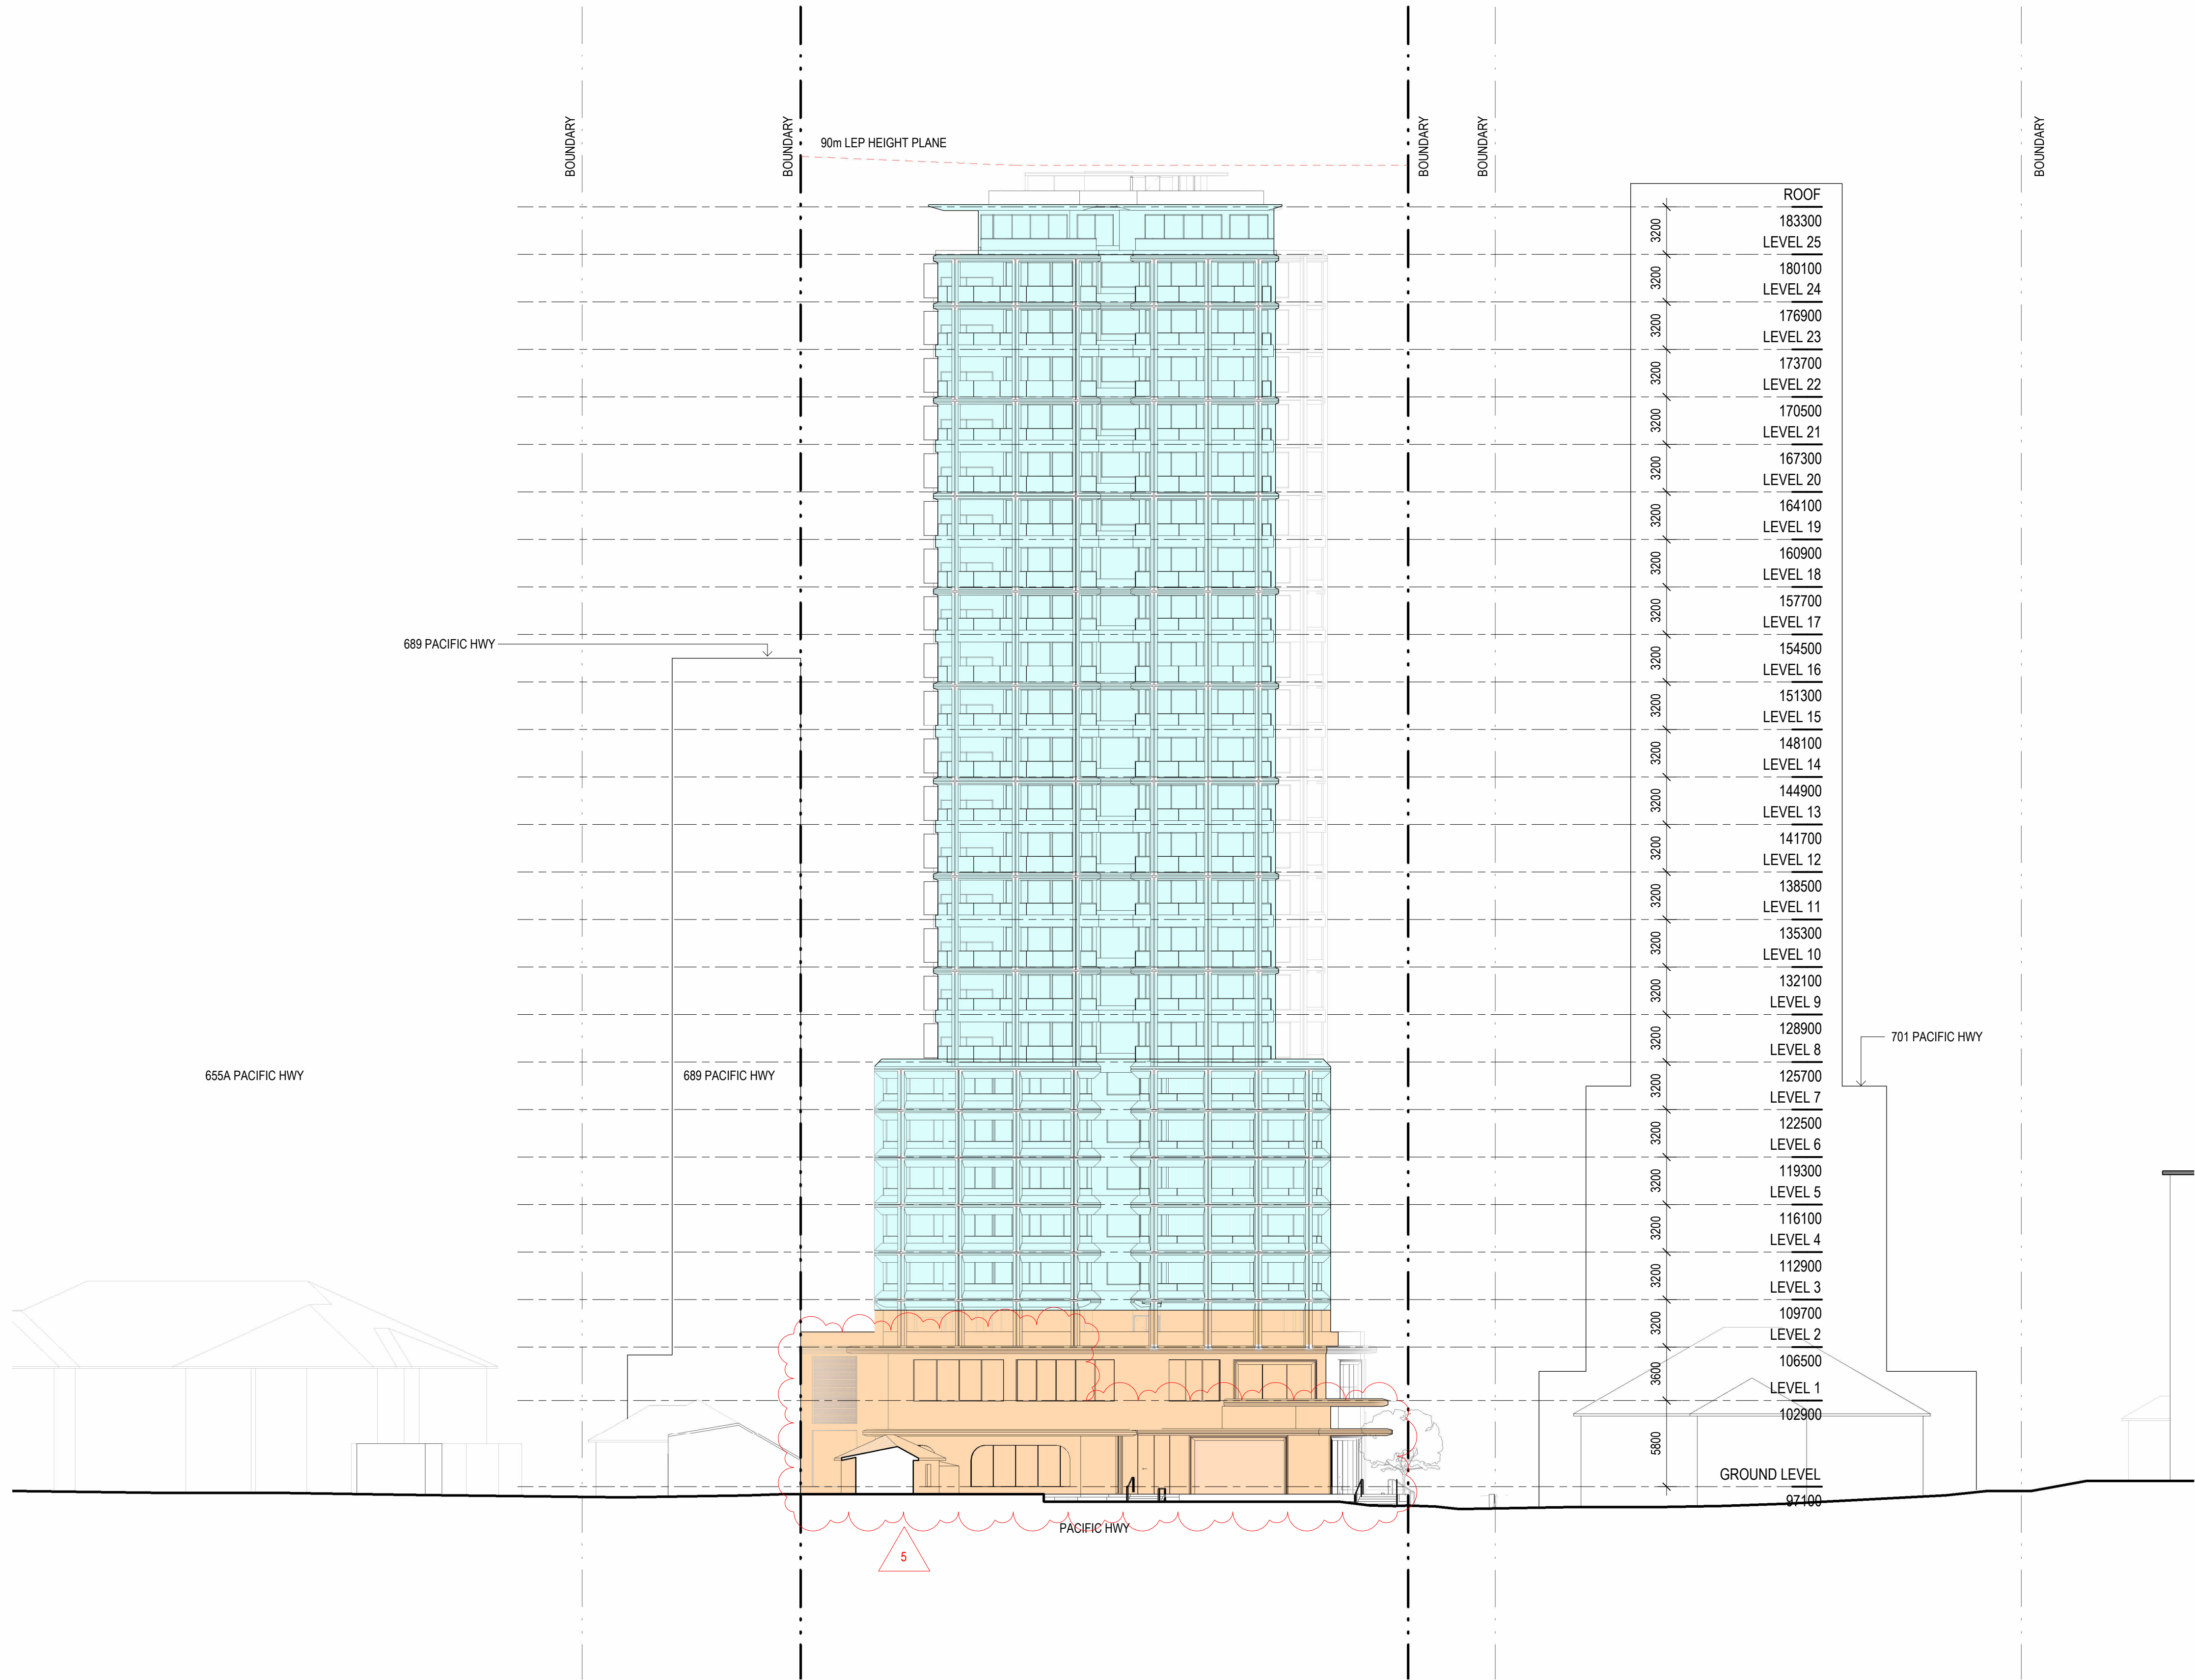 BOUNDARY
BOUNDARY
BOUNDARY
BOUNDARY
BOUNDARY
90m LEP HEIGHT PLANE
ROOF
183300
3200
LEVEL 25
180100
3200
LEVEL 24
176900
3200
LEVEL 23
173700
3200
LEVEL 22
170500
3200
LEVEL 21
167300
3200
LEVEL 20
164100
3200
LEVEL 19
160900
3200
LEVEL 18
157700
3200
LEVEL 17
154500
3200
LEVEL 16
151300
3200
LEVEL 15
148100
3200
LEVEL 14
144900
3200
LEVEL 13
141700
3200
LEVEL 12
138500
3200
LEVEL 11
135300
3200
LEVEL 10
132100
3200
LEVEL 9
128900
3200
LEVEL 8
125700
3200
LEVEL 7
122500
3200
LEVEL 6
119300
3200
LEVEL 5
116100
3200
LEVEL 4
112900
3200
LEVEL 3
109700
3200
LEVEL 2
106500
3600
LEVEL 1
102900
5800
GROUND LEVEL
97100
689 PACIFIC HWY
701 PACIFIC HWY
655A PACIFIC HWY
689 PACIFIC HWY
PACIFIC HWY
5